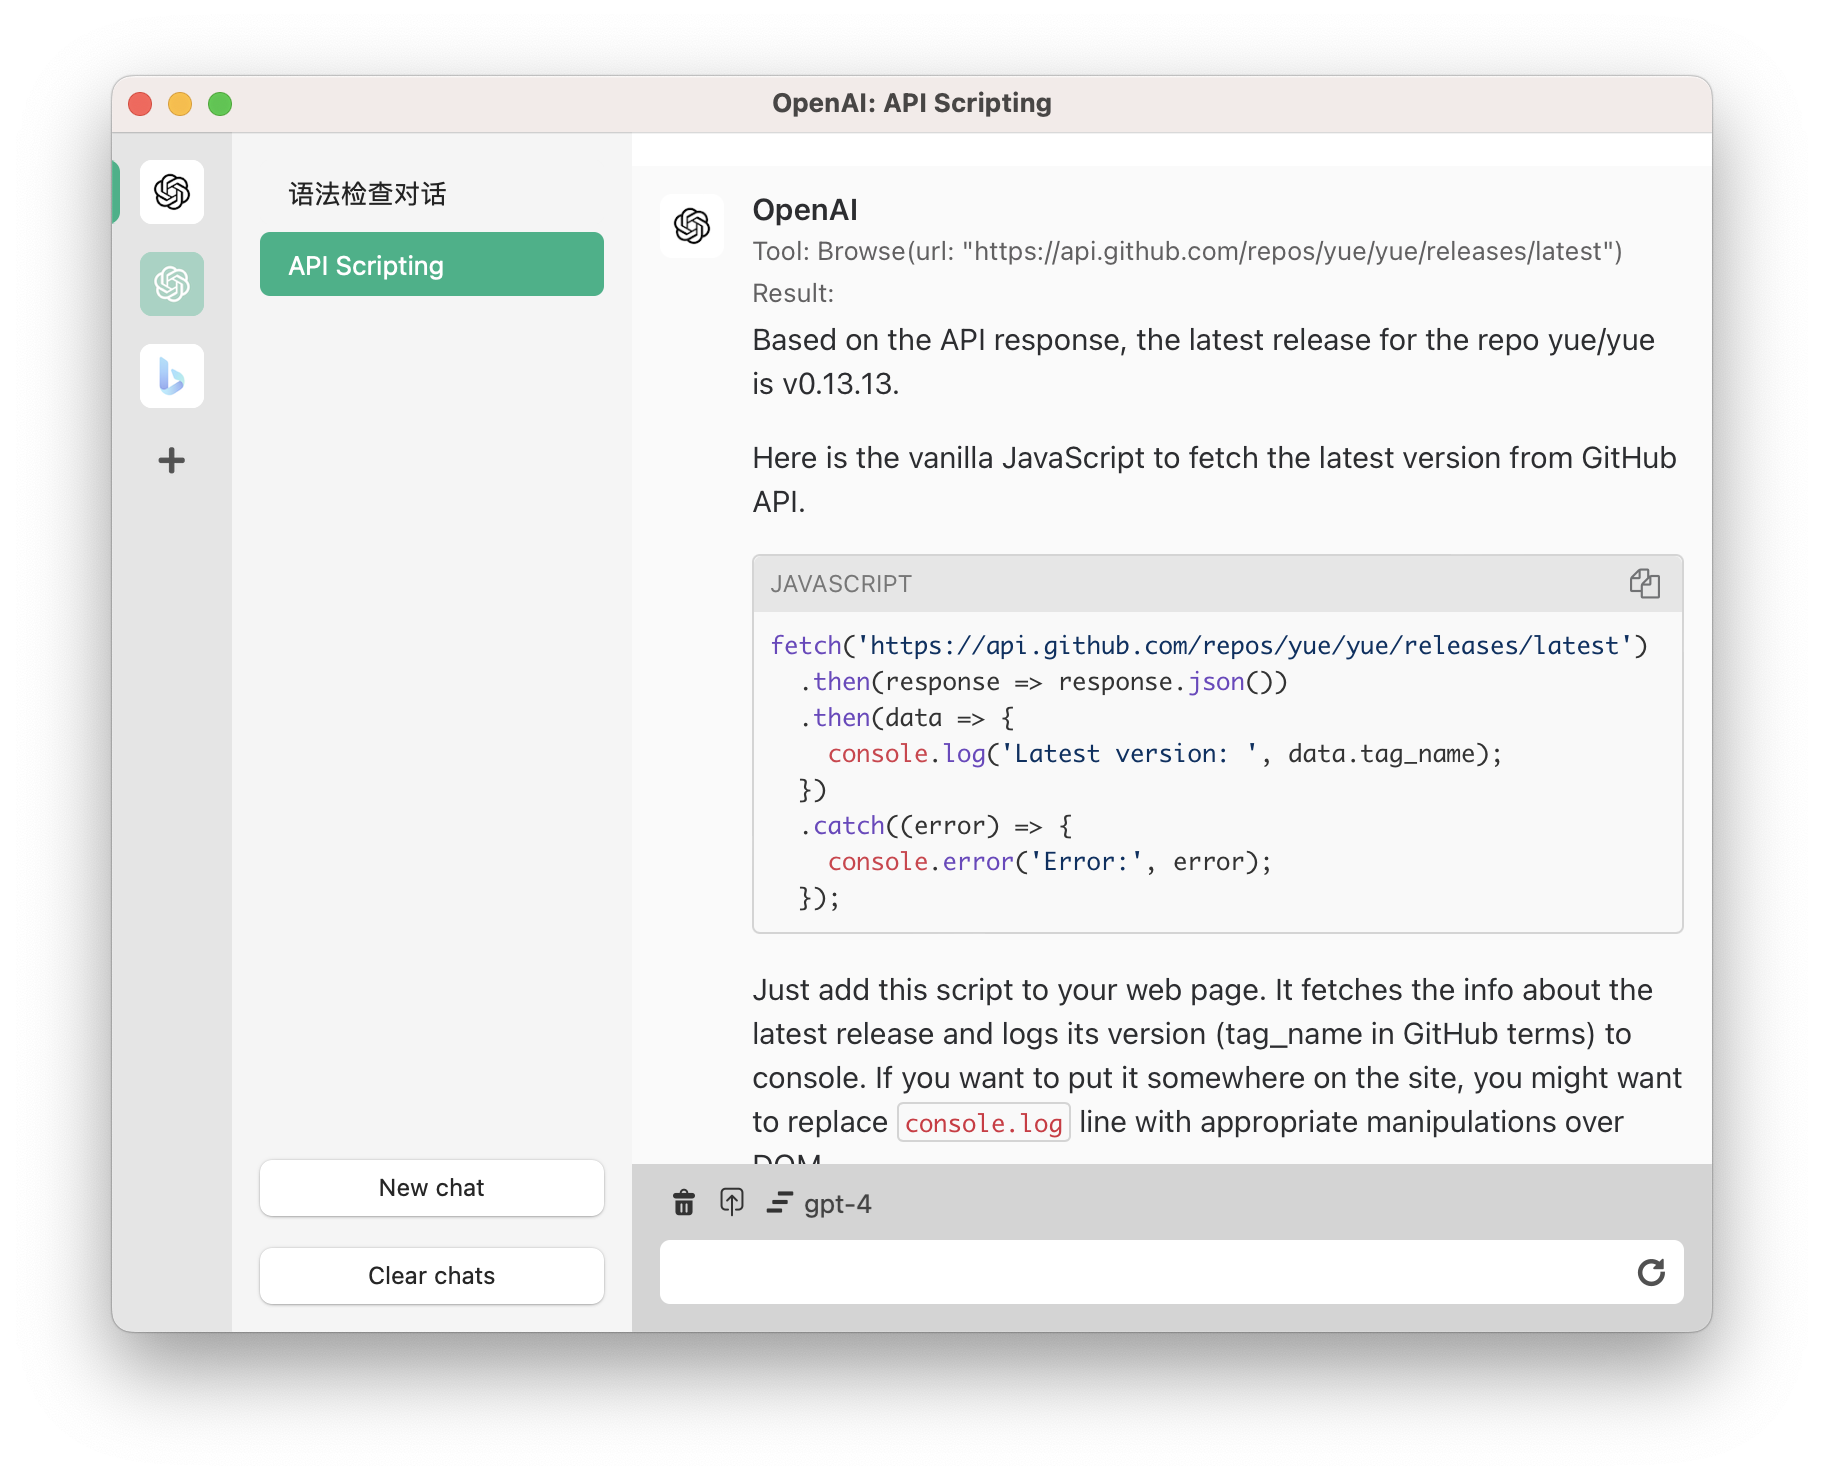 OpenAI: API Scripting
语法检查对话
API Scripting
New chat
Clear chats
OpenAI
Tool: Browse(url: "https://api.github.com/repos/yue/yue/releases/latest")
Result:
Based on the API response, the latest release for the repo yue/yue
is v0.13.13.
Here is the vanilla JavaScript to fetch the latest version from GitHub
API.
JAVASCRIPT
fetch('https://api.github.com/repos/yue/yue/releases/latest')
  .then(response => response.json())
  .then(data => {
    console.log('Latest version: ', data.tag_name);
  })
  .catch((error) => {
    console.error('Error:', error);
  });
Just add this script to your web page. It fetches the info about the
latest release and logs its version (tag_name in GitHub terms) to
console. If you want to put it somewhere on the site, you might want
to replace console.log line with appropriate manipulations over
DOM
gpt-4